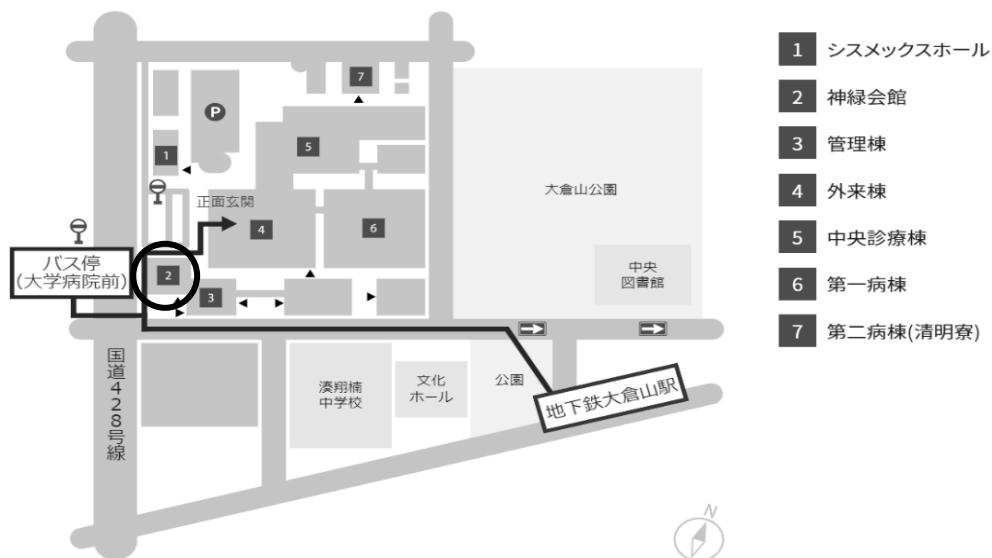 7
P
5
1
大倉山公園
正面玄関
4
6
バス停
(大学病院前)
2
3
中央
図書館
国道428号線
湊翔楠
中学校
文化
ホール
公園
地下鉄大倉山駅
N
1 シスメックスホール
2 神緑会館
3 管理棟
4 外来棟
5 中央診療棟
6 第一病棟
7 第二病棟(清明寮)